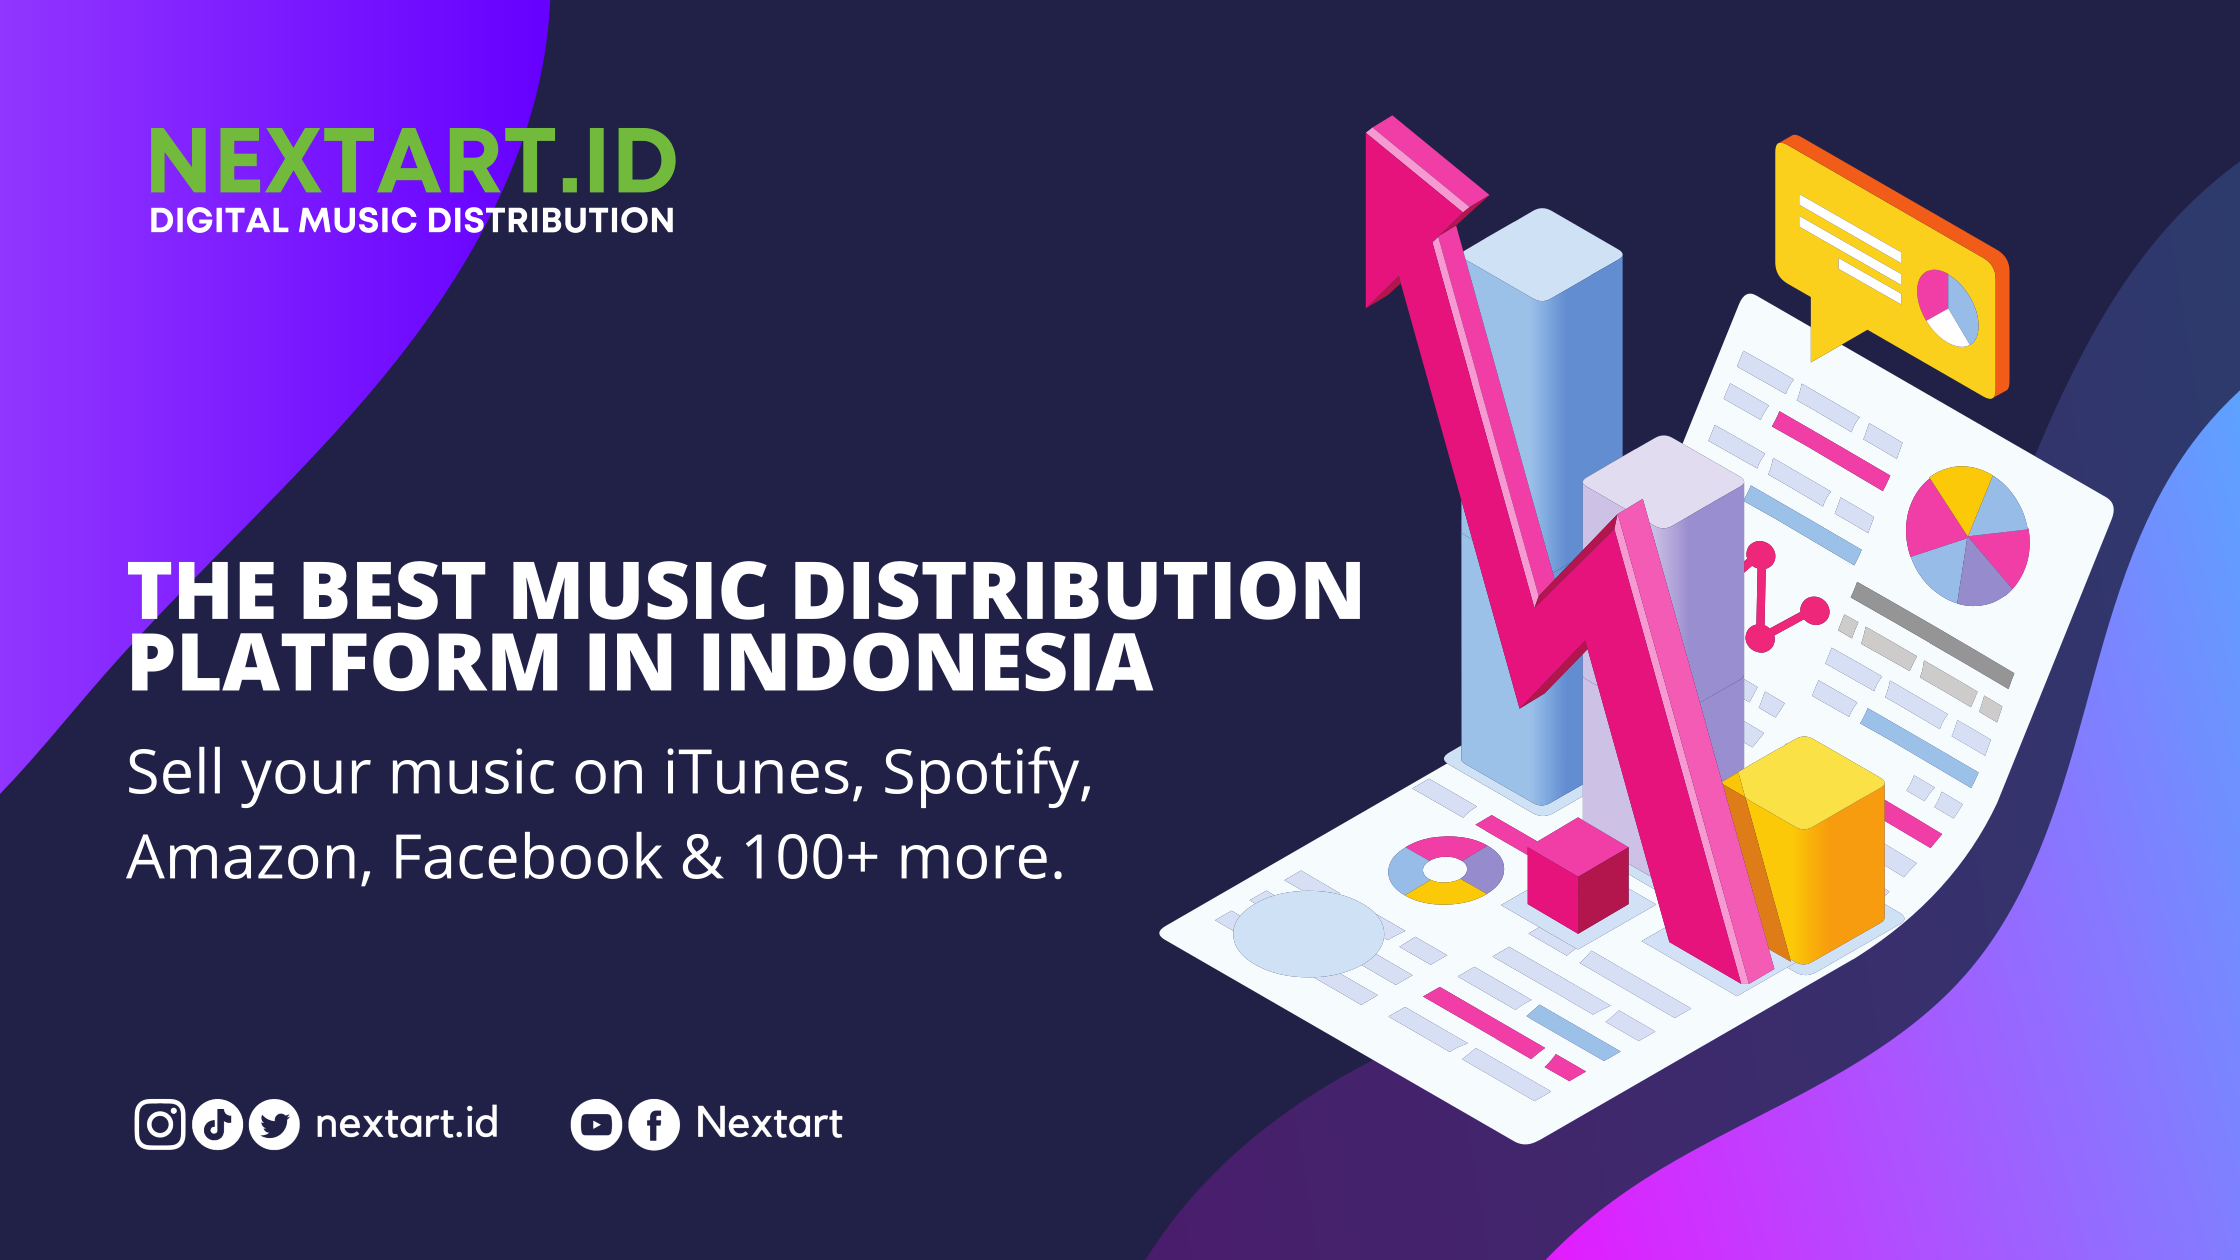 NEXTART.ID
DIGITAL MUSIC DISTRIBUTION
THE BEST MUSIC DISTRIBUTION
PLATFORM IN INDONESIA
Sell your music on iTunes, Spotify,
Amazon, Facebook & 100+ more.
nextart.id
Nextart